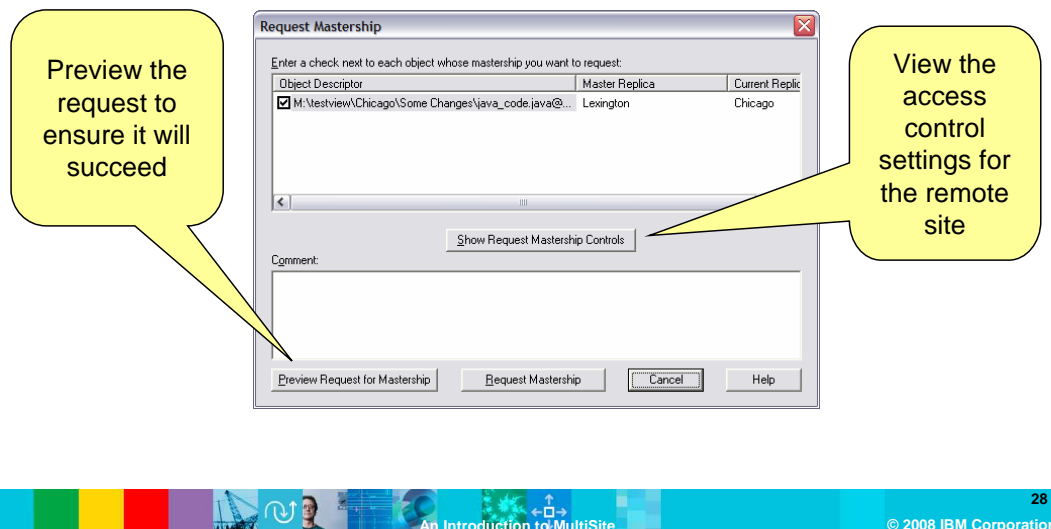 Preview the
request to
ensure it will
succeed
Request Mastership
Enter a check next to each object whose mastership you want to request:
Object Descriptor Master Replica Current Replic
M:\testview\Chicago\Some Changes\java_code.java@... Lexington Chicago
Show Request Mastership Controls
Comment:
Preview Request for Mastership Request Mastership Cancel Help
View the
access
control
settings for
the remote
site
28
An Introduction to MultiSite
© 2008 IBM Corporatio